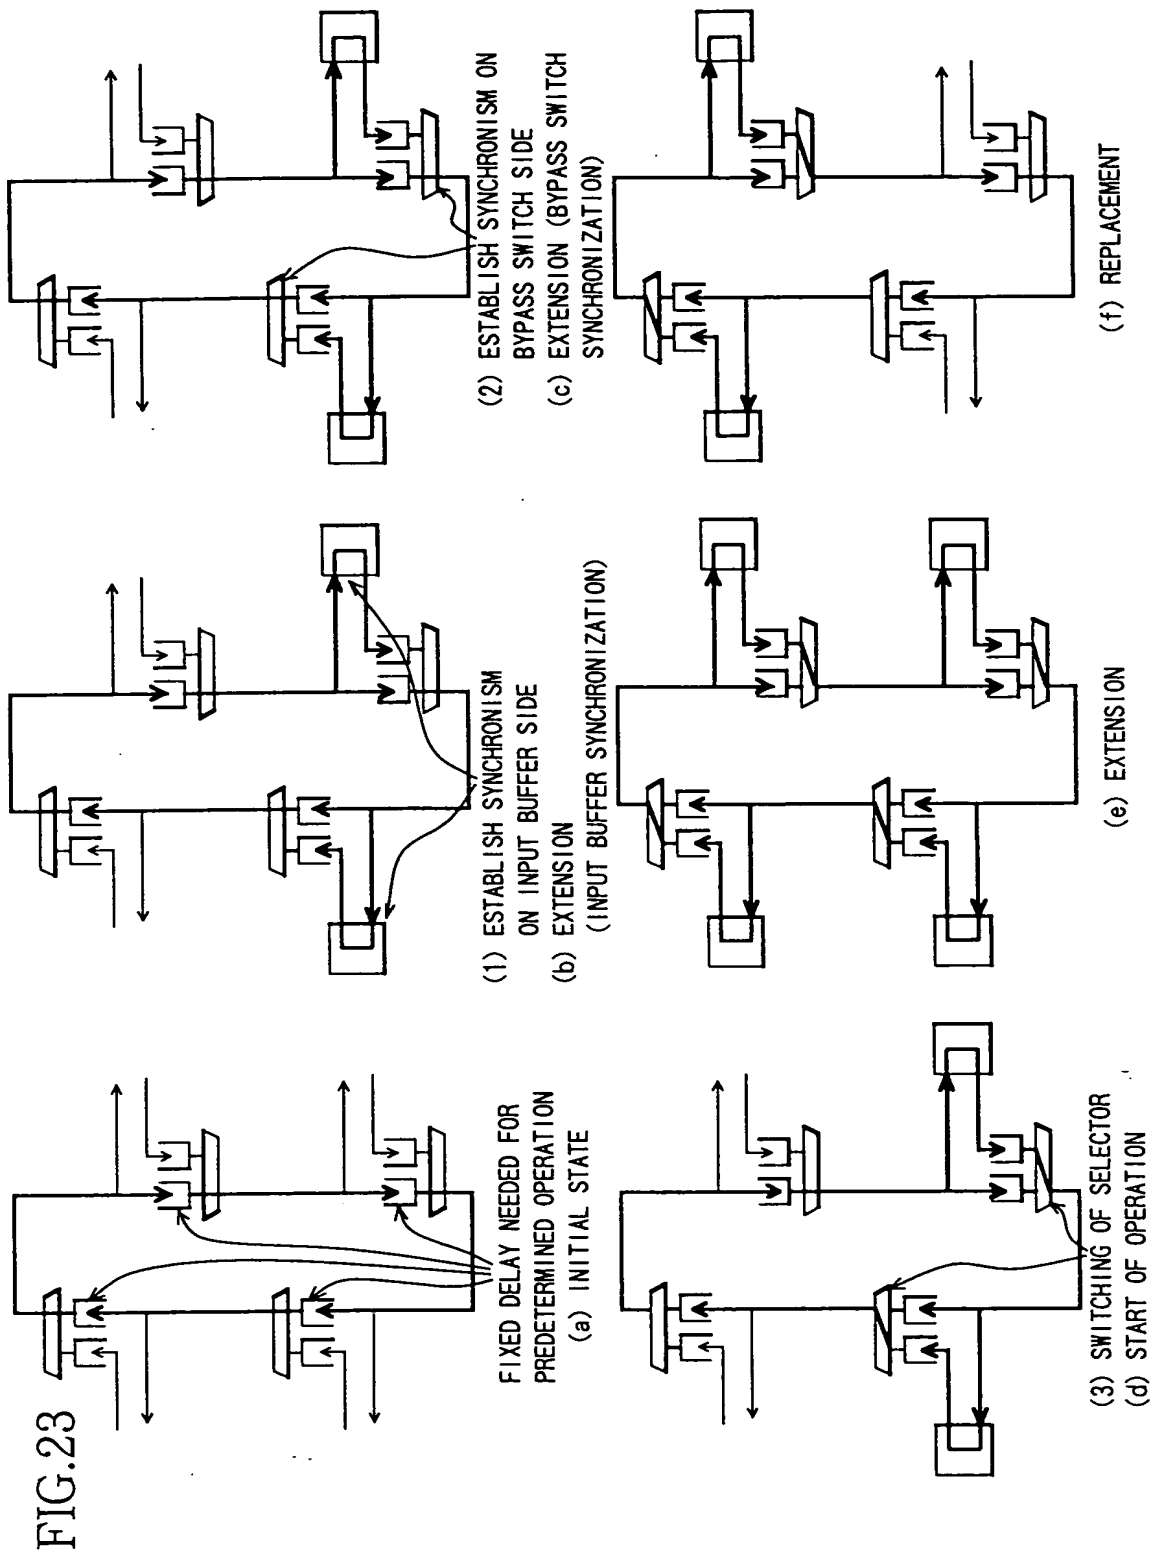 FIG.23
FIXED DELAY NEEDED FOR
PREDETERMINED OPERATION
(a) INITIAL STATE
(1) ESTABLISH SYNCHRONISM
ON INPUT BUFFER SIDE
(b) EXTENSION
(INPUT BUFFER SYNCHRONIZATION)
(2) ESTABLISH SYNCHRONISM ON
BYPASS SWITCH SIDE
(c) EXTENSION (BYPASS SWITCH
SYNCHRONIZATION)
(3) SWITCHING OF SELECTOR
(d) START OF OPERATION
(e) EXTENSION
(f) REPLACEMENT